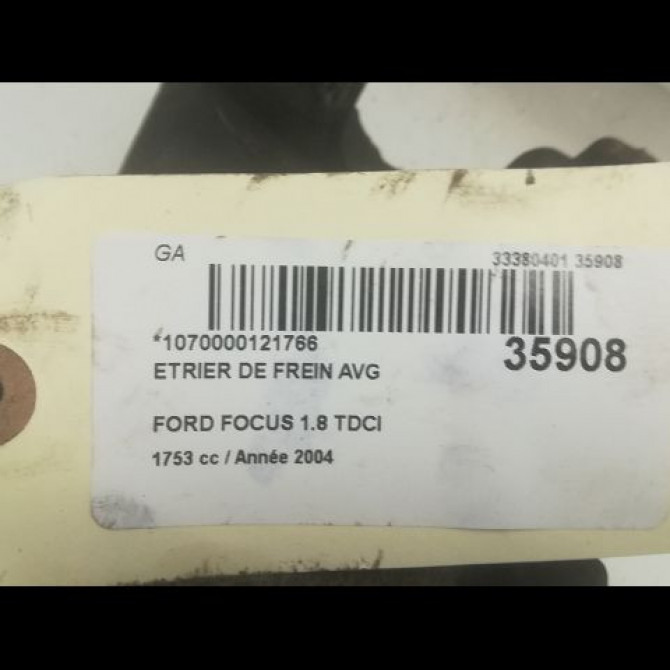 GA
33380401 35908
*1070000121766
35908
ETRIER DE FREIN AVG
FORD FOCUS 1.8 TDCI
1753 cc / Année 2004